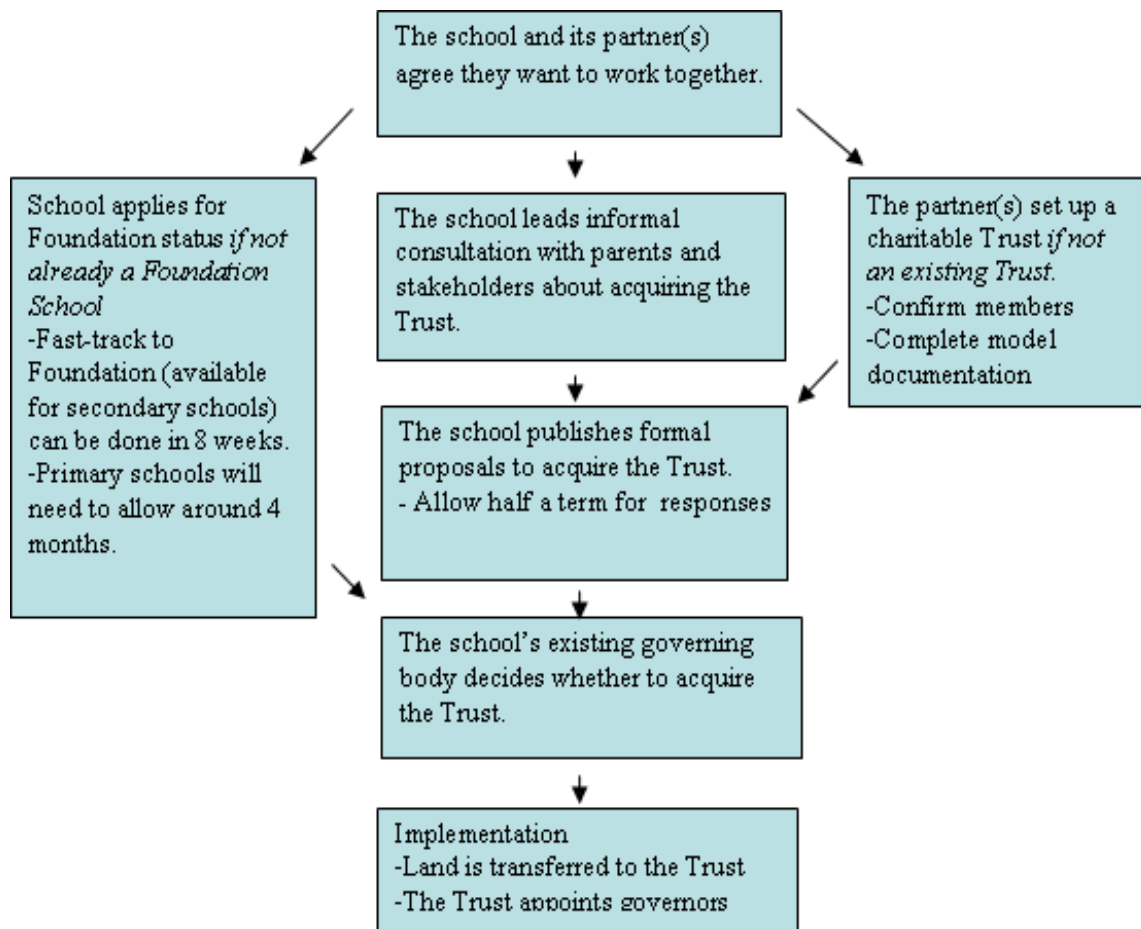 The school and its partner(s)
agree they want to work together.
School applies for
Foundation status if not
already a Foundation
School
-Fast-track to
Foundation (available
for secondary schools)
can be done in 8 weeks.
-Primary schools will
need to allow around 4
months.
The school leads informal
consultation with parents and
stakeholders about acquiring the
Trust.
The partner(s) set up a
charitable Trust if not
an existing Trust.
-Confirm members
-Complete model
documentation
The school publishes formal
proposals to acquire the Trust.
- Allow half a term for responses
The school’s existing governing
body decides whether to acquire
the Trust.
Implementation
-Land is transferred to the Trust
-The Trust appoints governors